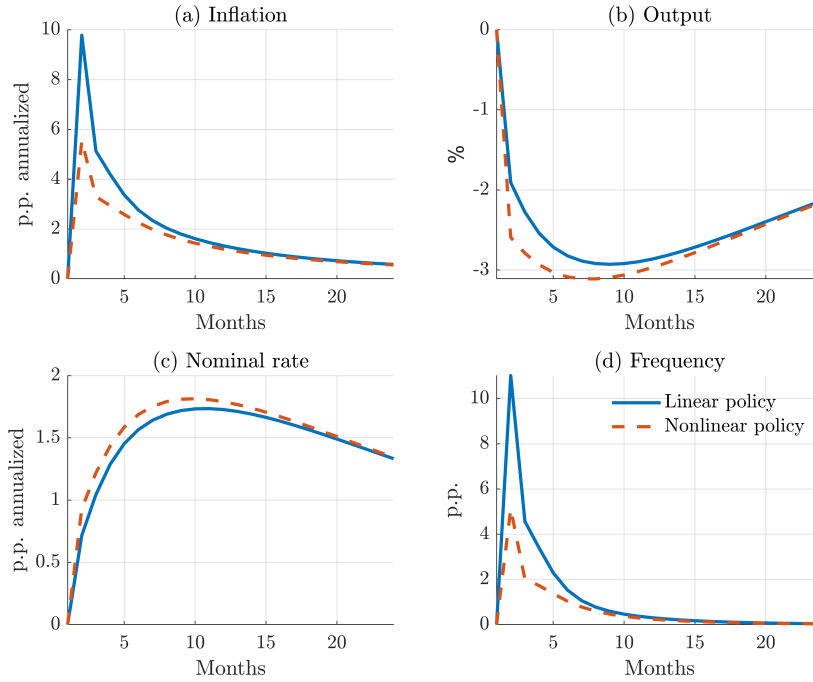 (a) Inflation
p.p. annualized
10
8
6
4
2
0
5
10
15
20
Months
(b) Output
%
0
-1
-2
-3
5
10
15
20
Months
(c) Nominal rate
p.p. annualized
2
1.5
1
0.5
0
5
10
15
20
Months
(d) Frequency
p.p.
10
8
6
4
2
0
Linear policy
Nonlinear policy
5
10
15
20
Months